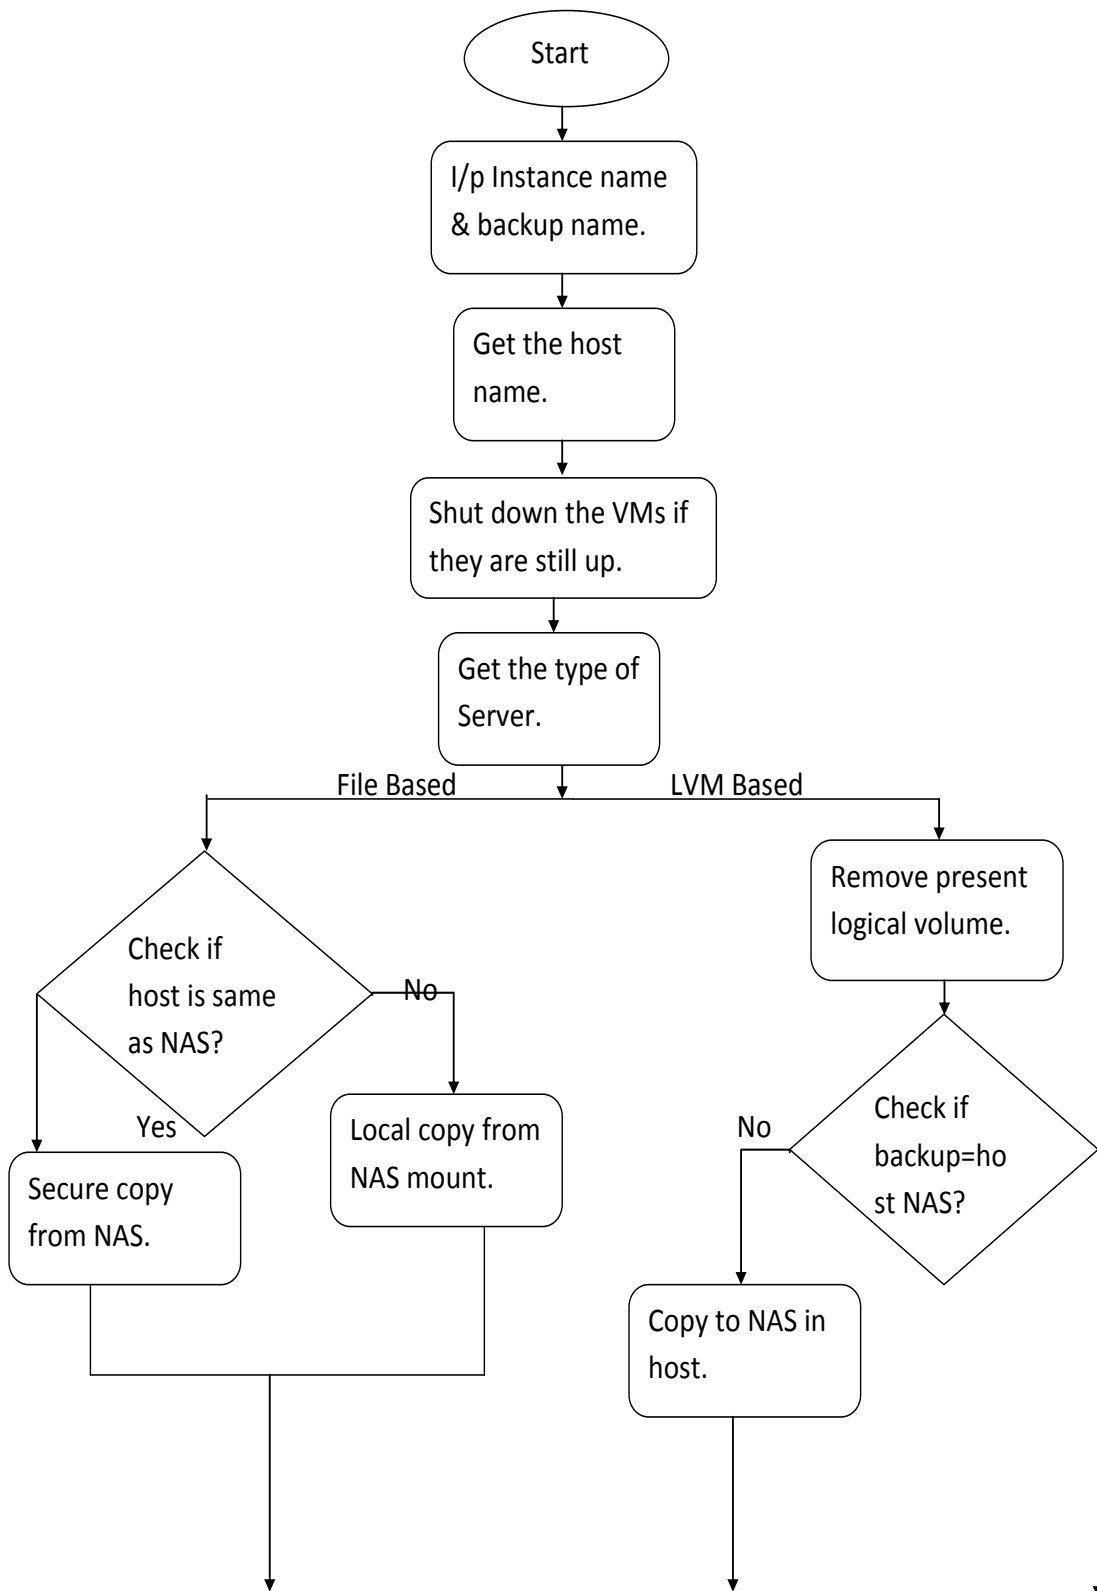 Start
I/p Instance name
& backup name.
Get the host
name.
Shut down the VMs if
they are still up.
Get the type of
Server.
File Based
LVM Based
Remove present
logical volume.
Check if
host is same
as NAS?
No
Yes
Local copy from
NAS mount.
Secure copy
from NAS.
Check if
backup=ho
st NAS?
No
Copy to NAS in
host.